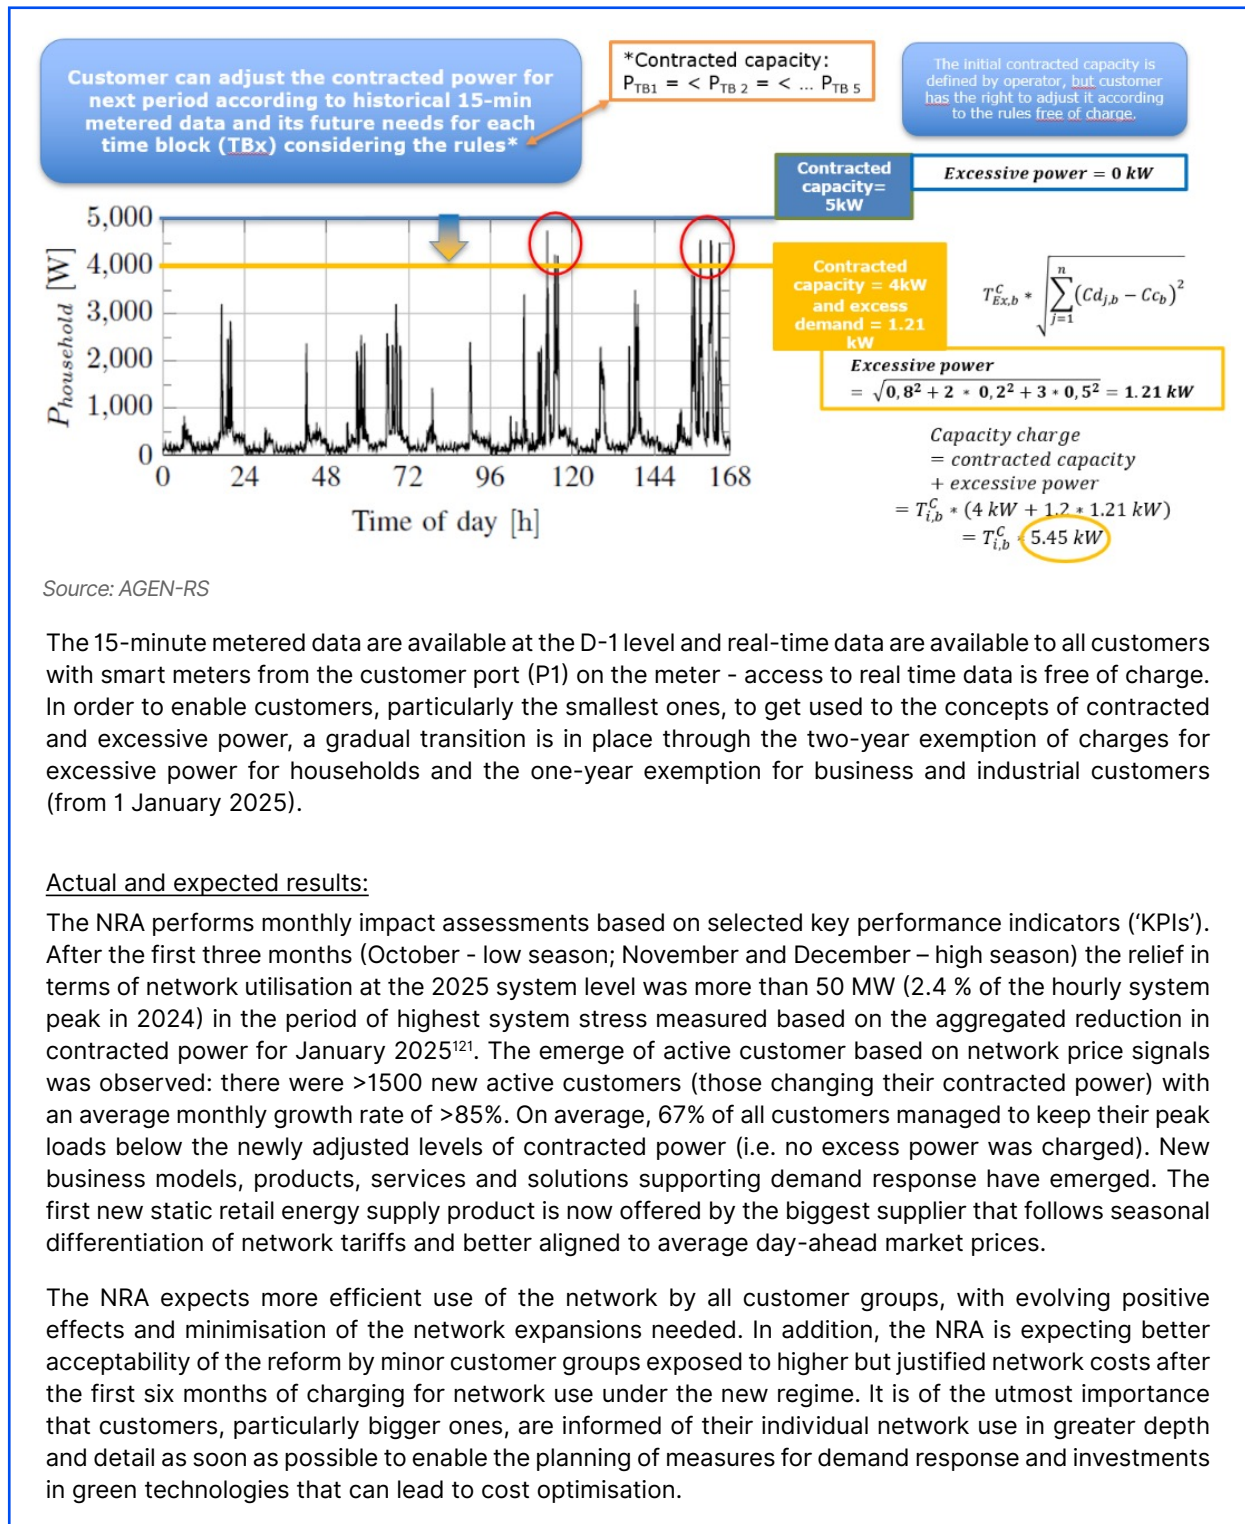 Customer can adjust the contracted power for
next period according to historical 15-min
metered data and its future needs for each
time block (TBx) considering the rules*
*Contracted capacity:
P_TB1 = < P_TB 2 = < ... P_TB 5
The initial contracted capacity is
defined by operator, but customer
has the right to adjust it according
to the rules free of charge.
Contracted
capacity=
5kW
Excessive power = 0 kW
5,000
4,000
3,000
2,000
1,000
0
P_household [W]
0 24 48 72 96 120 144 168
Time of day [h]
Contracted
capacity = 4kW
and excess
demand = 1.21
kW
T^C_Ex,b * √(∑_{j=1}^{n} (Cd_j,b − Cc_b)^2)
Excessive power
= √(0,8² + 2 * 0,2² + 3 * 0,5²) = 1.21 kW
Capacity charge
= contracted capacity
+ excessive power
= T^C_i,b * (4 kW + 1.2 * 1.21 kW)
= T^C_i,b * 5.45 kW
Source: AGEN-RS
The 15-minute metered data are available at the D-1 level and real-time data are available to all customers
with smart meters from the customer port (P1) on the meter - access to real time data is free of charge.
In order to enable customers, particularly the smallest ones, to get used to the concepts of contracted
and excessive power, a gradual transition is in place through the two-year exemption of charges for
excessive power for households and the one-year exemption for business and industrial customers
(from 1 January 2025).
Actual and expected results:
The NRA performs monthly impact assessments based on selected key performance indicators (‘KPIs’).
After the first three months (October - low season; November and December – high season) the relief in
terms of network utilisation at the 2025 system level was more than 50 MW (2.4 % of the hourly system
peak in 2024) in the period of highest system stress measured based on the aggregated reduction in
contracted power for January 2025¹²¹. The emerge of active customer based on network price signals
was observed: there were >1500 new active customers (those changing their contracted power) with
an average monthly growth rate of >85%. On average, 67% of all customers managed to keep their peak
loads below the newly adjusted levels of contracted power (i.e. no excess power was charged). New
business models, products, services and solutions supporting demand response have emerged. The
first new static retail energy supply product is now offered by the biggest supplier that follows seasonal
differentiation of network tariffs and better aligned to average day-ahead market prices.
The NRA expects more efficient use of the network by all customer groups, with evolving positive
effects and minimisation of the network expansions needed. In addition, the NRA is expecting better
acceptability of the reform by minor customer groups exposed to higher but justified network costs after
the first six months of charging for network use under the new regime. It is of the utmost importance
that customers, particularly bigger ones, are informed of their individual network use in greater depth
and detail as soon as possible to enable the planning of measures for demand response and investments
in green technologies that can lead to cost optimisation.